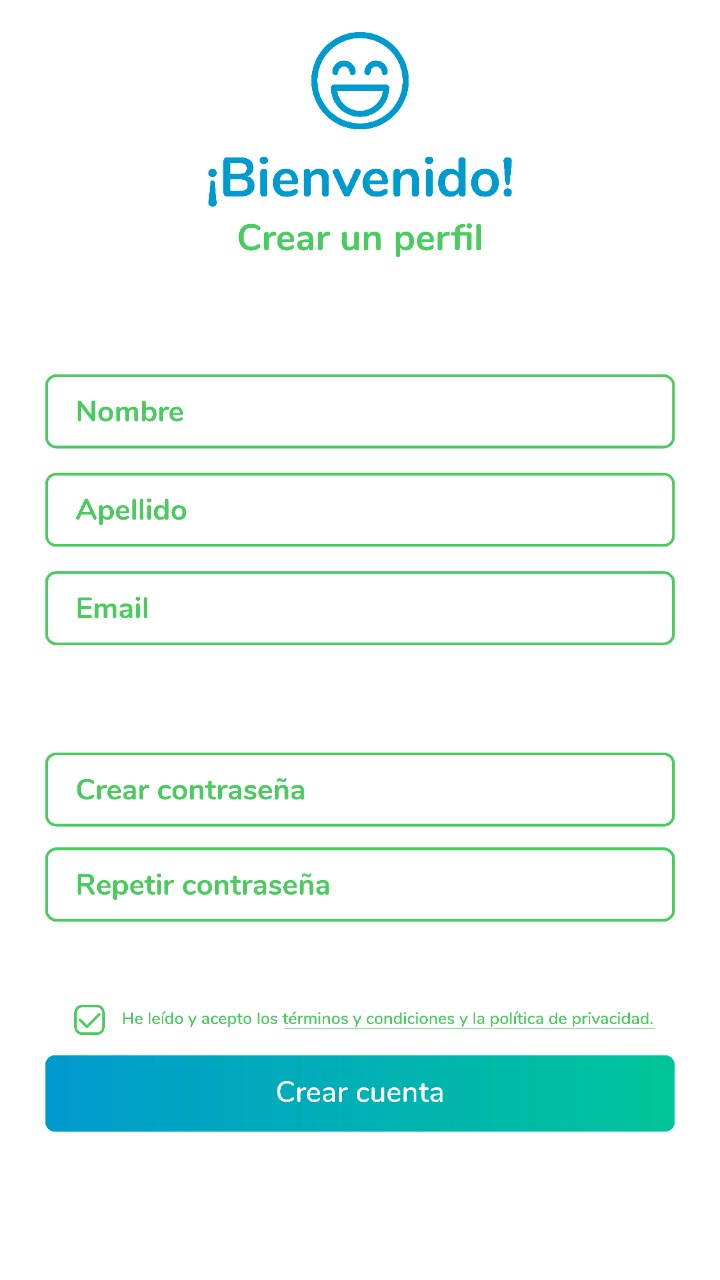 ¡Bienvenido!
Crear un perfil
Nombre
Apellido
Email
Crear contraseña
Repetir contraseña
He leído y acepto los términos y condiciones y la política de privacidad.
Crear cuenta